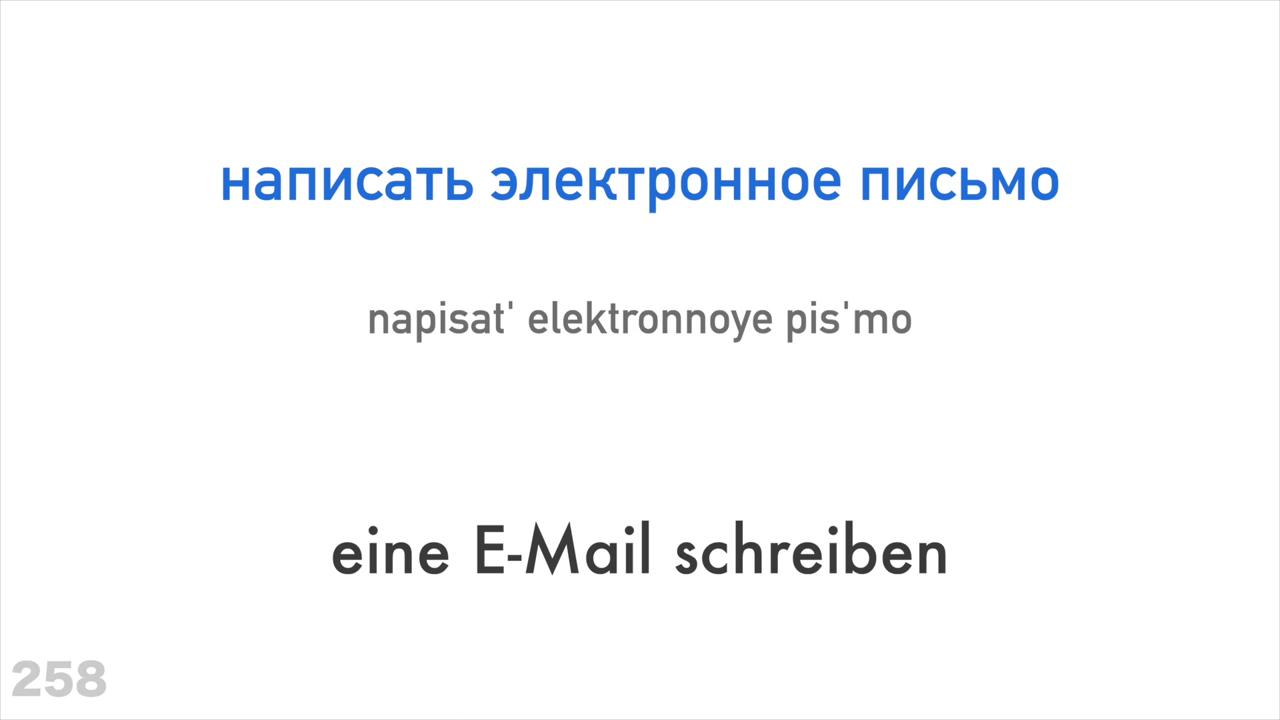 написать электронное письмо
napisat' elektronnoye pis'mo
eine E-Mail schreiben
258